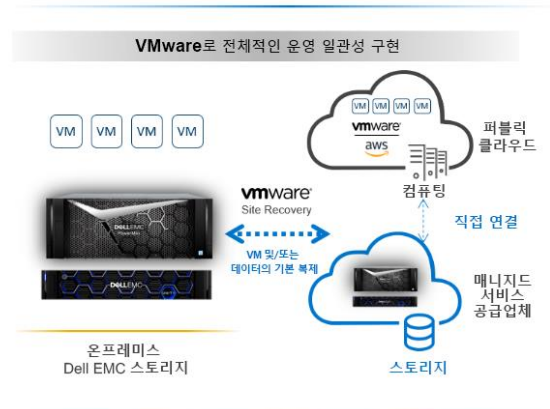 VMware로 전체적인 운영 일관성 구현
VM VM VM VM
VM VM VM VM
vmware
aws
퍼블릭
클라우드
컴퓨팅
vmware
Site Recovery
VM 및/또는
데이터의 기본 복제
직접 연결
DELLEMC
DELLEMC
매니지드
서비스
공급업체
스토리지
온프레미스
Dell EMC 스토리지